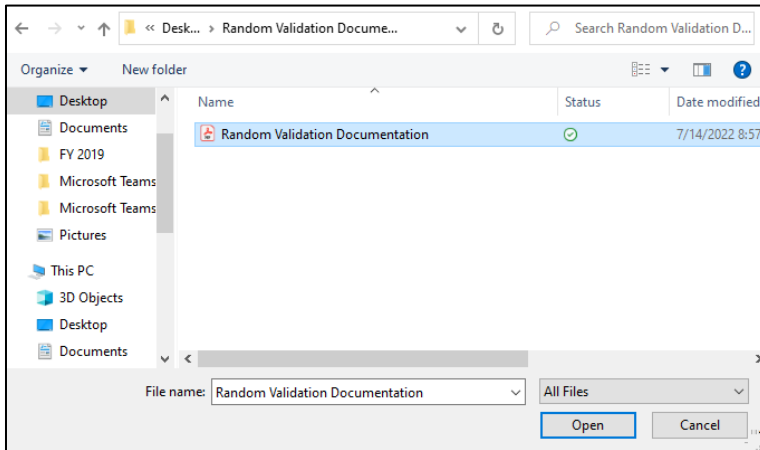 « Desk... › Random Validation Docume...
Search Random Validation D...
Organize
New folder
?
Name
Status
Date modified
Random Validation Documentation
7/14/2022 8:57
Desktop
Documents
FY 2019
Microsoft Teams
Microsoft Teams
Pictures
This PC
3D Objects
Desktop
Documents
File name: Random Validation Documentation
All Files
Open
Cancel